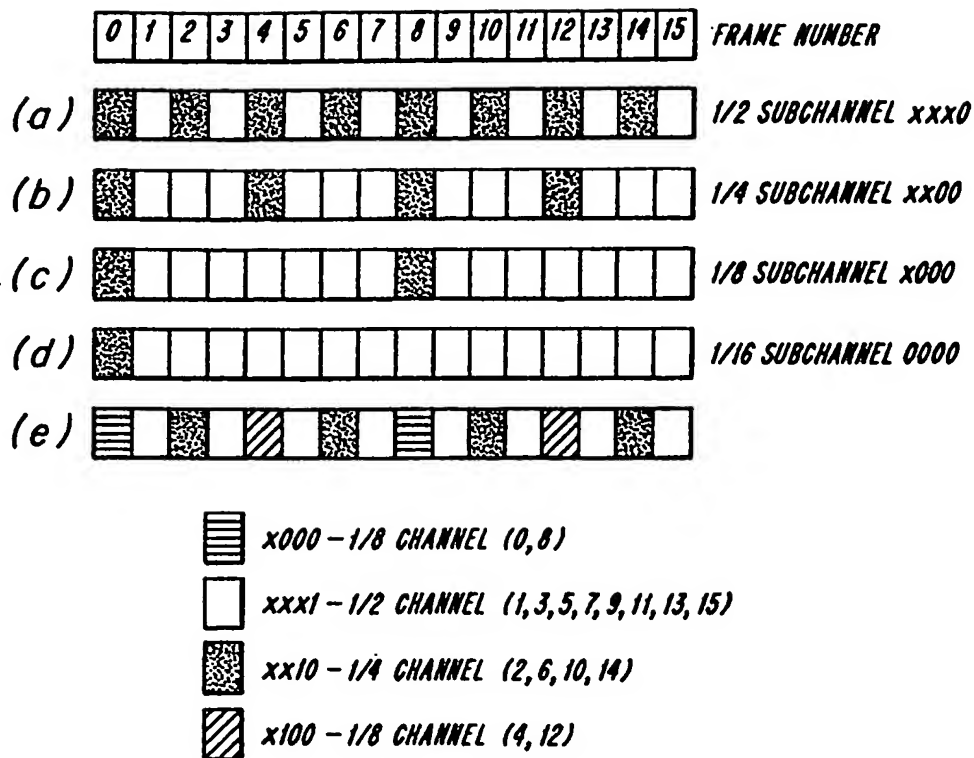 0 1 2 3 4 5 6 7 8 9 10 11 12 13 14 15 FRAME NUMBER
(a) 1/2 SUBCHANNEL xxx0
(b) 1/4 SUBCHANNEL xx00
(c) 1/8 SUBCHANNEL x000
(d) 1/16 SUBCHANNEL 0000
(e)
x000 – 1/8 CHANNEL (0,8)
xxx1 – 1/2 CHANNEL (1,3,5,7,9,11,13,15)
xx10 – 1/4 CHANNEL (2,6,10,14)
x100 – 1/8 CHANNEL (4,12)